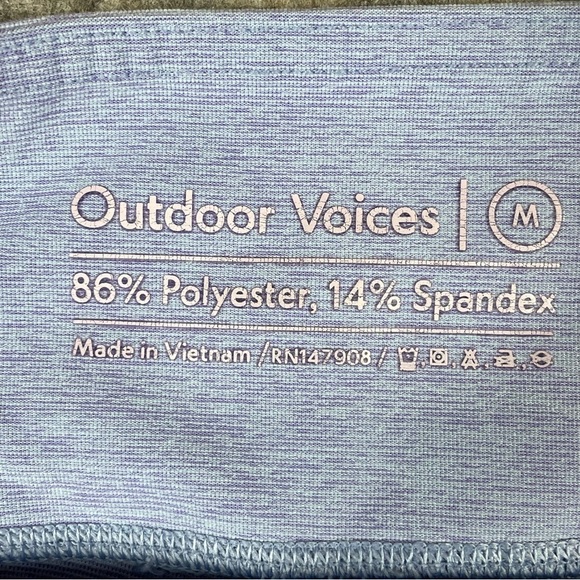 Outdoor Voices | M
86% Polyester, 14% Spandex
Made in Vietnam /RN147908/